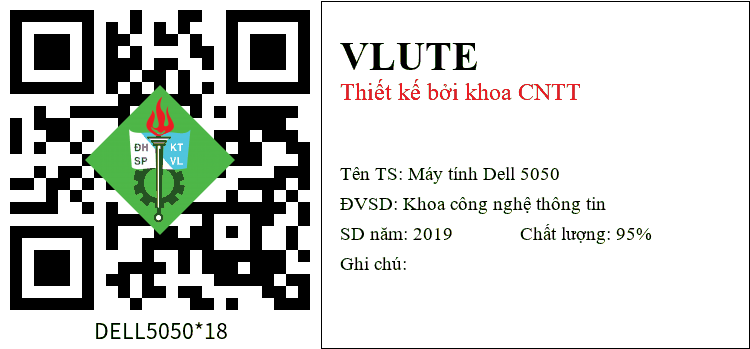 ĐH KT
SP VL
DELL5050*18
VLUTE
Thiết kế bởi khoa CNTT
Tên TS: Máy tính Dell 5050
ĐVSD: Khoa công nghệ thông tin
SD năm: 2019 Chất lượng: 95%
Ghi chú: